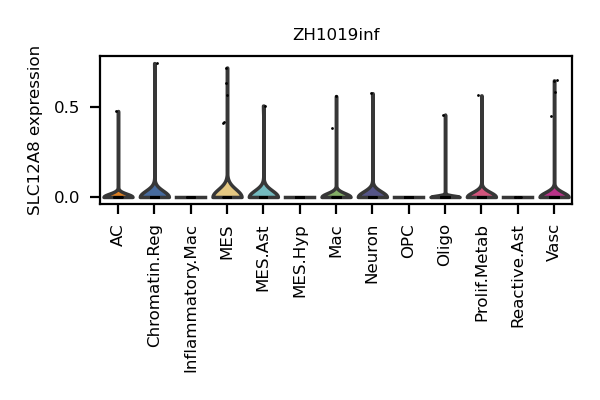 ZH1019inf
SLC12A8 expression
0.5
0.0
AC
Chromatin.Reg
Inflammatory.Mac
MES
MES.Ast
MES.Hyp
Mac
Neuron
OPC
Oligo
Prolif.Metab
Reactive.Ast
Vasc